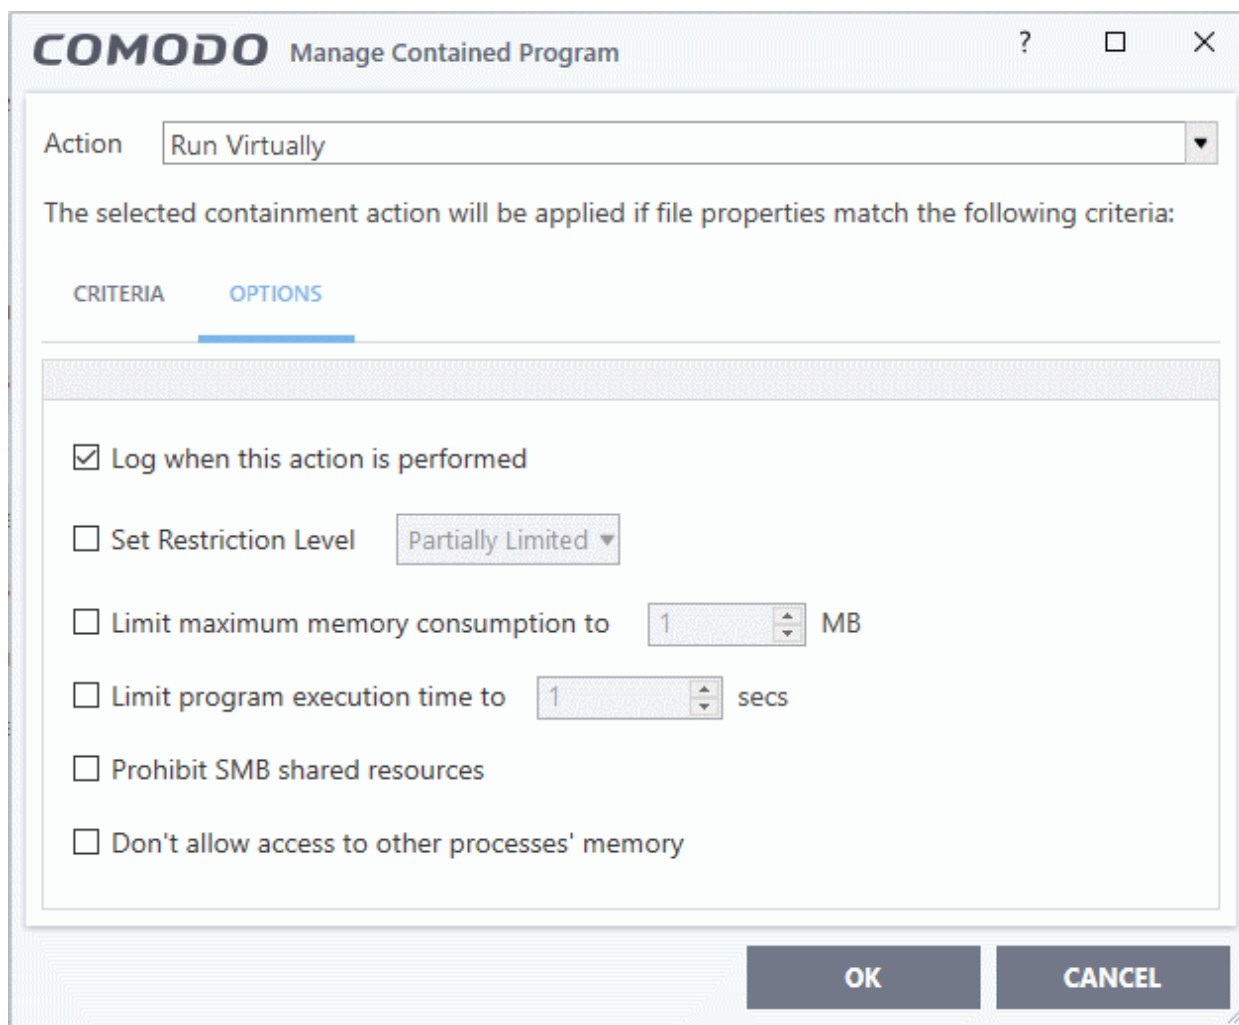 COMODO Manage Contained Program ?
Action Run Virtually
The selected containment action will be applied if file properties match the following criteria:
CRITERIA OPTIONS
Log when this action is performed
Set Restriction Level Partially Limited
Limit maximum memory consumption to 1 MB
Limit program execution time to 1 secs
Prohibit SMB shared resources
Don't allow access to other processes' memory
OK CANCEL